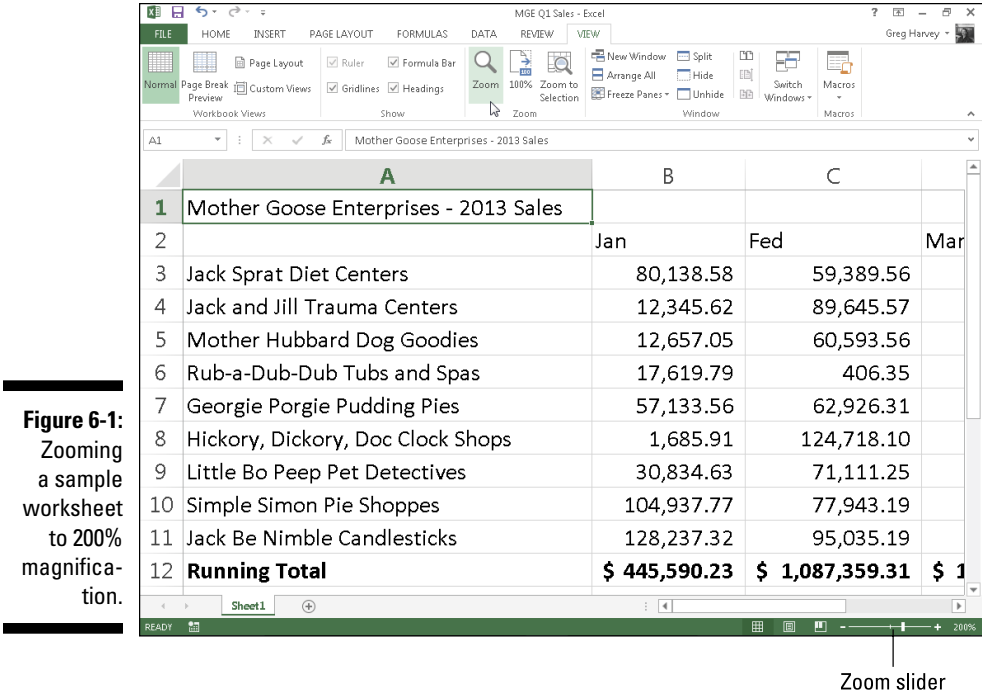 MGE Q1 Sales - Excel
?
FILE HOME INSERT PAGE LAYOUT FORMULAS DATA REVIEW VIEW Greg Harvey
Normal
Page Break Preview
Page Layout
Custom Views
Workbook Views
Ruler
Formula Bar
Gridlines
Headings
Show
Zoom
100%
Zoom to Selection
Zoom
New Window
Arrange All
Freeze Panes
Split
Hide
Unhide
Switch Windows
Window
Macros
Macros
A1 fx Mother Goose Enterprises - 2013 Sales
A B C
1 Mother Goose Enterprises - 2013 Sales
2 Jan Fed Mar
3 Jack Sprat Diet Centers 80,138.58 59,389.56
4 Jack and Jill Trauma Centers 12,345.62 89,645.57
5 Mother Hubbard Dog Goodies 12,657.05 60,593.56
6 Rub-a-Dub-Dub Tubs and Spas 17,619.79 406.35
7 Georgie Porgie Pudding Pies 57,133.56 62,926.31
8 Hickory, Dickory, Doc Clock Shops 1,685.91 124,718.10
9 Little Bo Peep Pet Detectives 30,834.63 71,111.25
10 Simple Simon Pie Shoppes 104,937.77 77,943.19
11 Jack Be Nimble Candlesticks 128,237.32 95,035.19
12 Running Total $ 445,590.23 $ 1,087,359.31 $ 1
Sheet1
READY 200%
Zoom slider
Figure 6-1:
Zooming
a sample
worksheet
to 200%
magnifica-
tion.